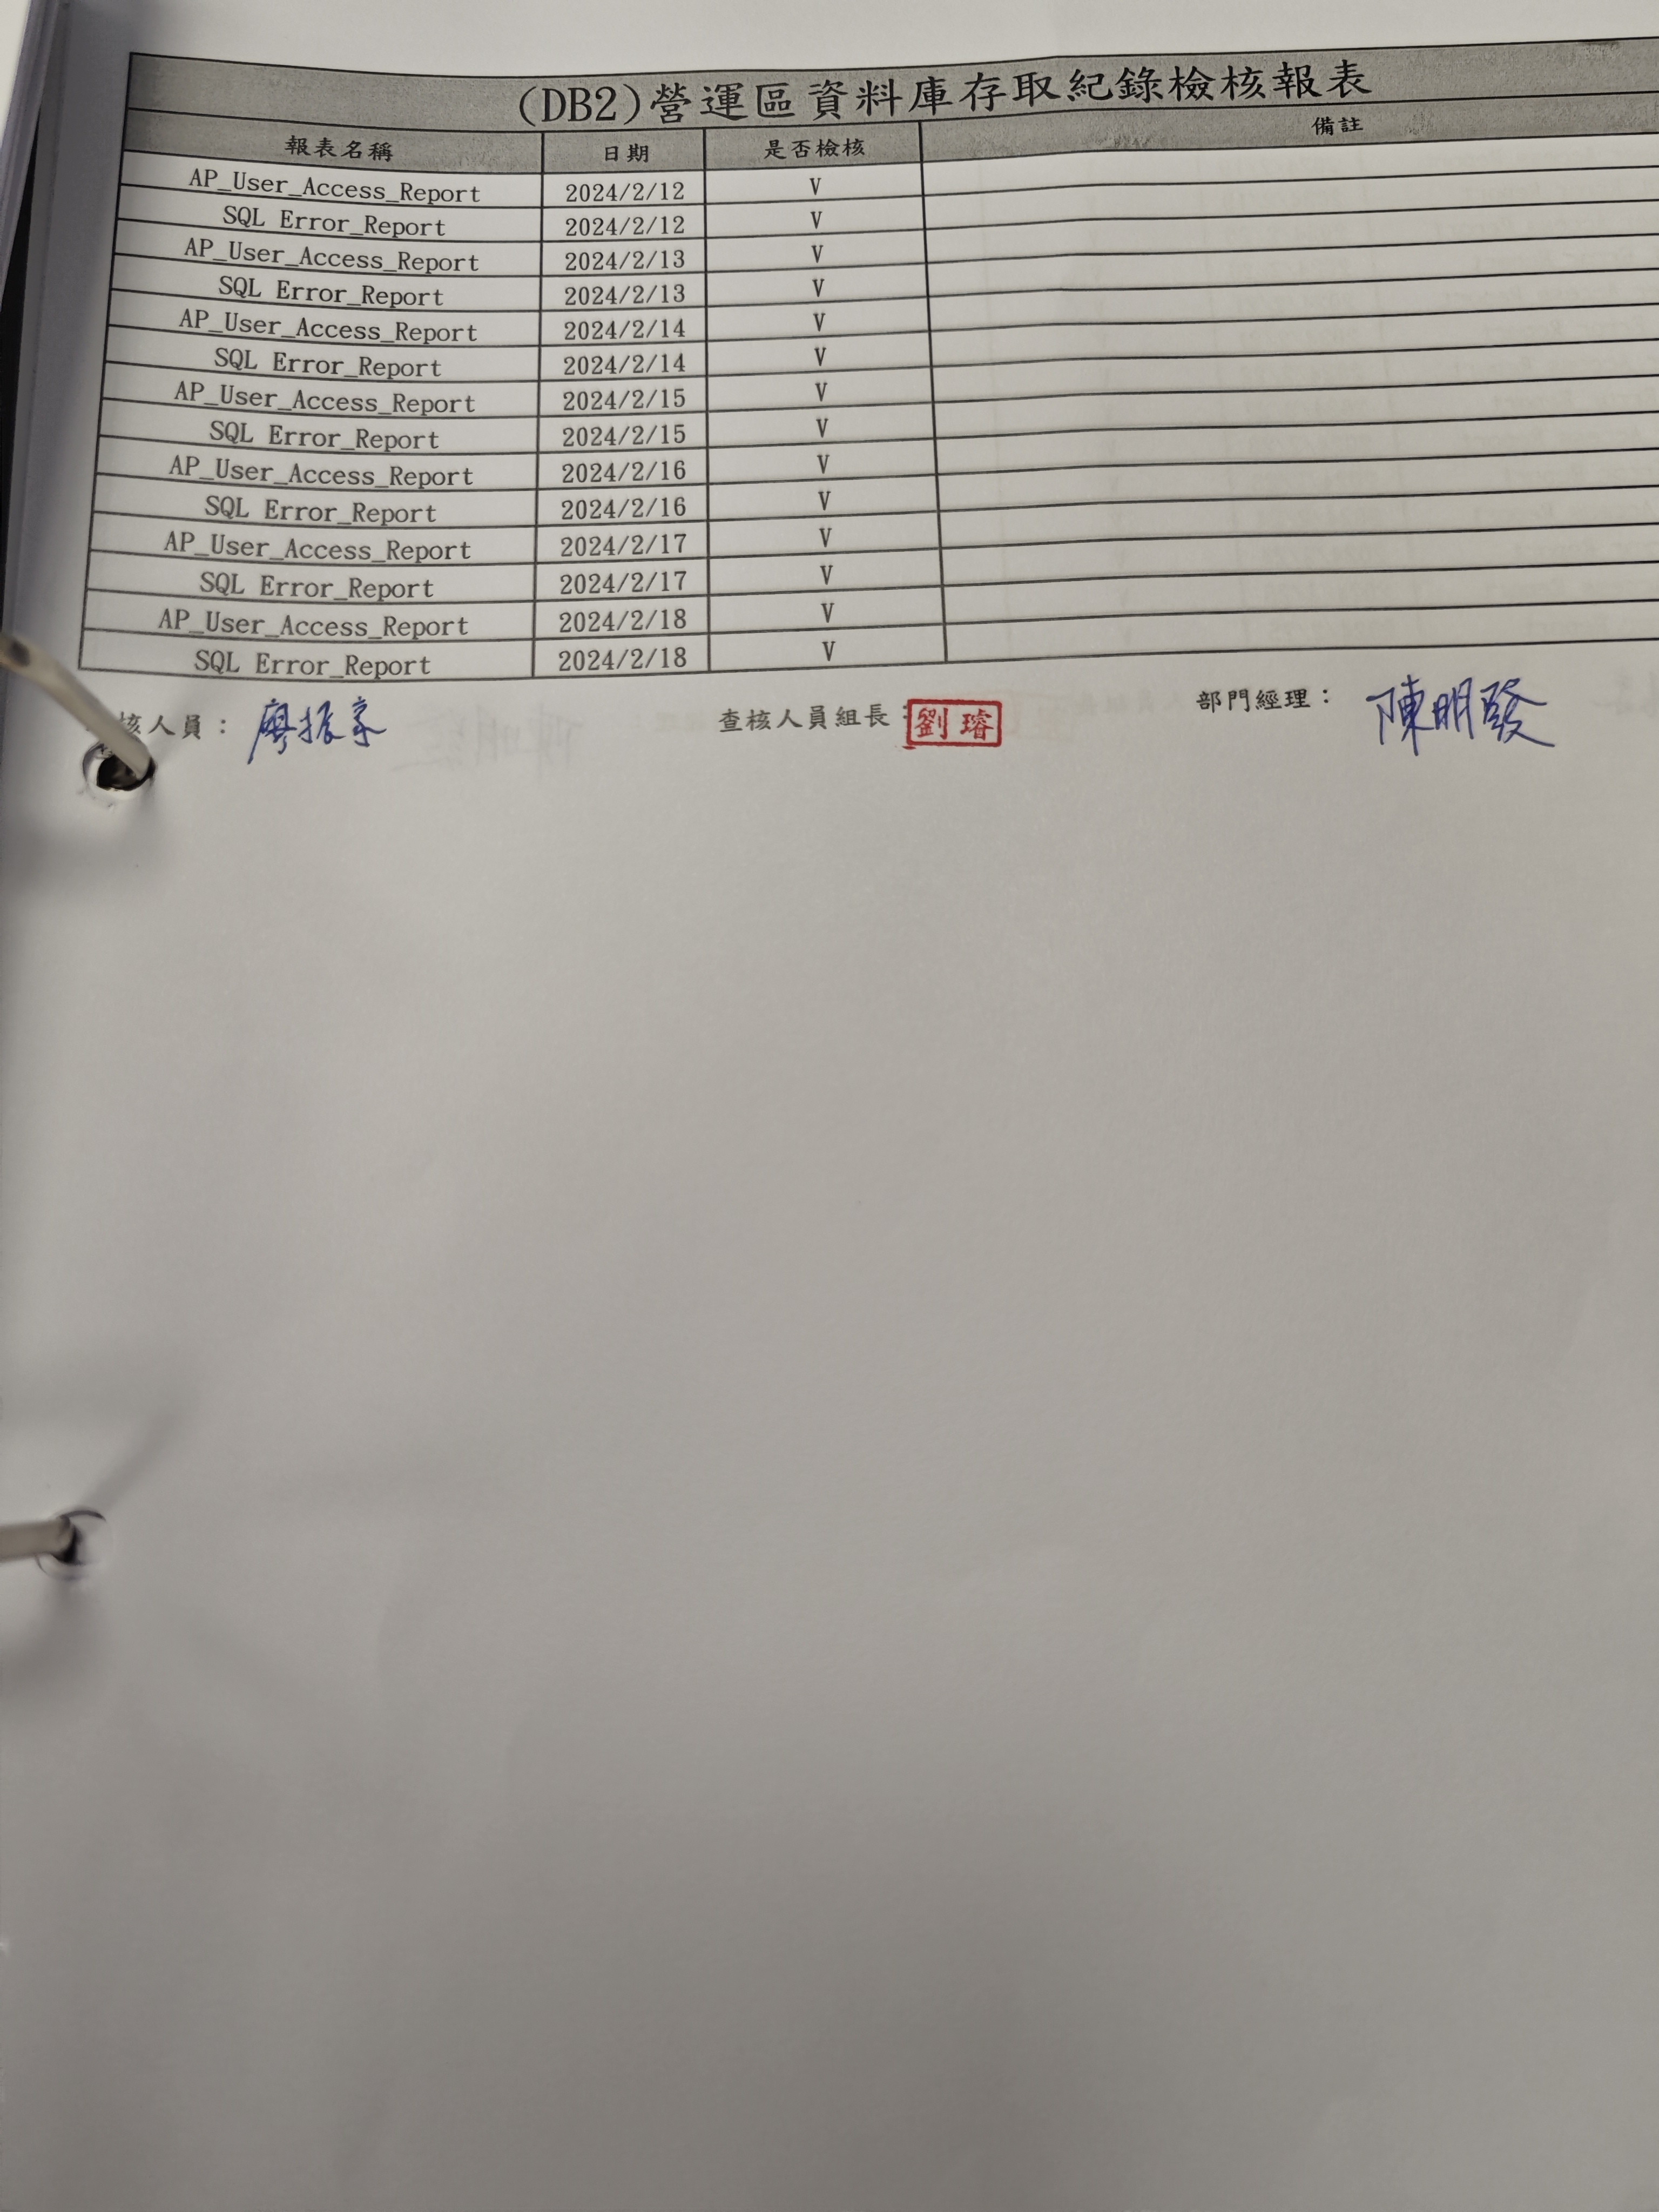 (DB2)營運區資料庫存取紀錄檢核報表
報表名稱 日期 是否檢核 備註
AP_User_Access_Report 2024/2/12 V
SQL Error_Report 2024/2/12 V
AP_User_Access_Report 2024/2/13 V
SQL Error_Report 2024/2/13 V
AP_User_Access_Report 2024/2/14 V
SQL Error_Report 2024/2/14 V
AP_User_Access_Report 2024/2/15 V
SQL Error_Report 2024/2/15 V
AP_User_Access_Report 2024/2/16 V
SQL Error_Report 2024/2/16 V
AP_User_Access_Report 2024/2/17 V
SQL Error_Report 2024/2/17 V
AP_User_Access_Report 2024/2/18 V
SQL Error_Report 2024/2/18 V
核人員： 廖振 查核人員組長： 劉璿 部門經理： 陳明發